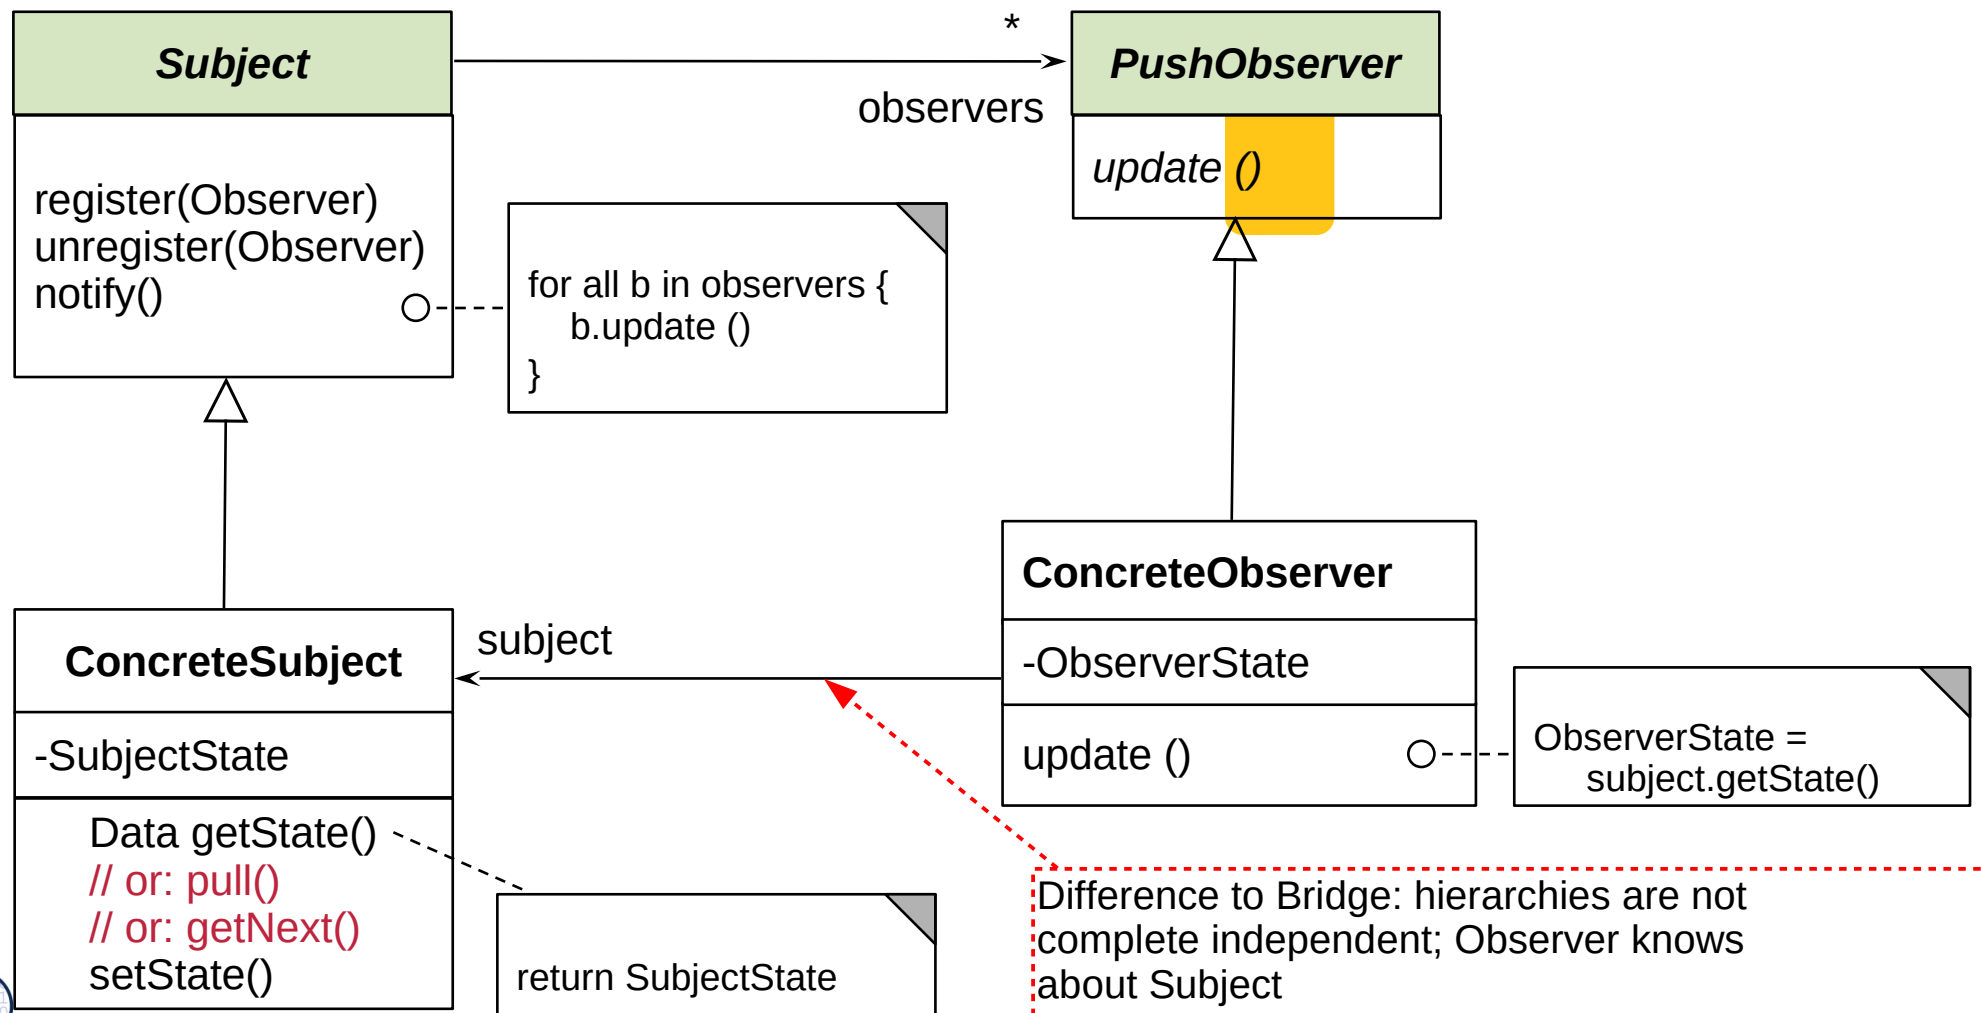 Subject
*
PushObserver
observers
update ()
register(Observer)
unregister(Observer)
notify()
for all b in observers {
b.update ()
}
ConcreteObserver
-ObserverState
update ()
subject
ConcreteSubject
-SubjectState
Data getState()
// or: pull()
// or: getNext()
setState()
ObserverState =
subject.getState()
return SubjectState
Difference to Bridge: hierarchies are not
complete independent; Observer knows
about Subject